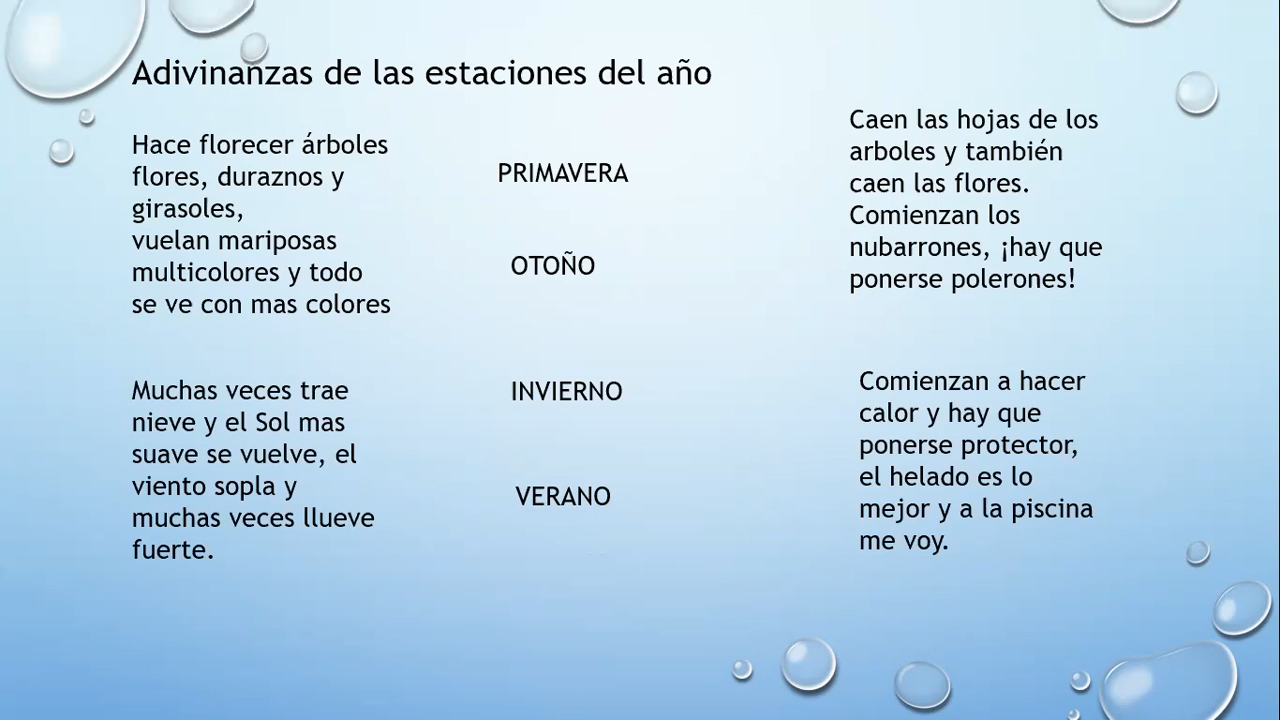 Adivinanzas de las estaciones del año
Hace florecer árboles
flores, duraznos y
girasoles,
vuelan mariposas
multicolores y todo
se ve con mas colores
Muchas veces trae
nieve y el Sol mas
suave se vuelve, el
viento sopla y
muchas veces llueve
fuerte.
PRIMAVERA
OTOÑO
INVIERNO
VERANO
Caen las hojas de los
arboles y también
caen las flores.
Comienzan los
nubarrones, ¡hay que
ponerse polerones!
Comienzan a hacer
calor y hay que
ponerse protector,
el helado es lo
mejor y a la piscina
me voy.